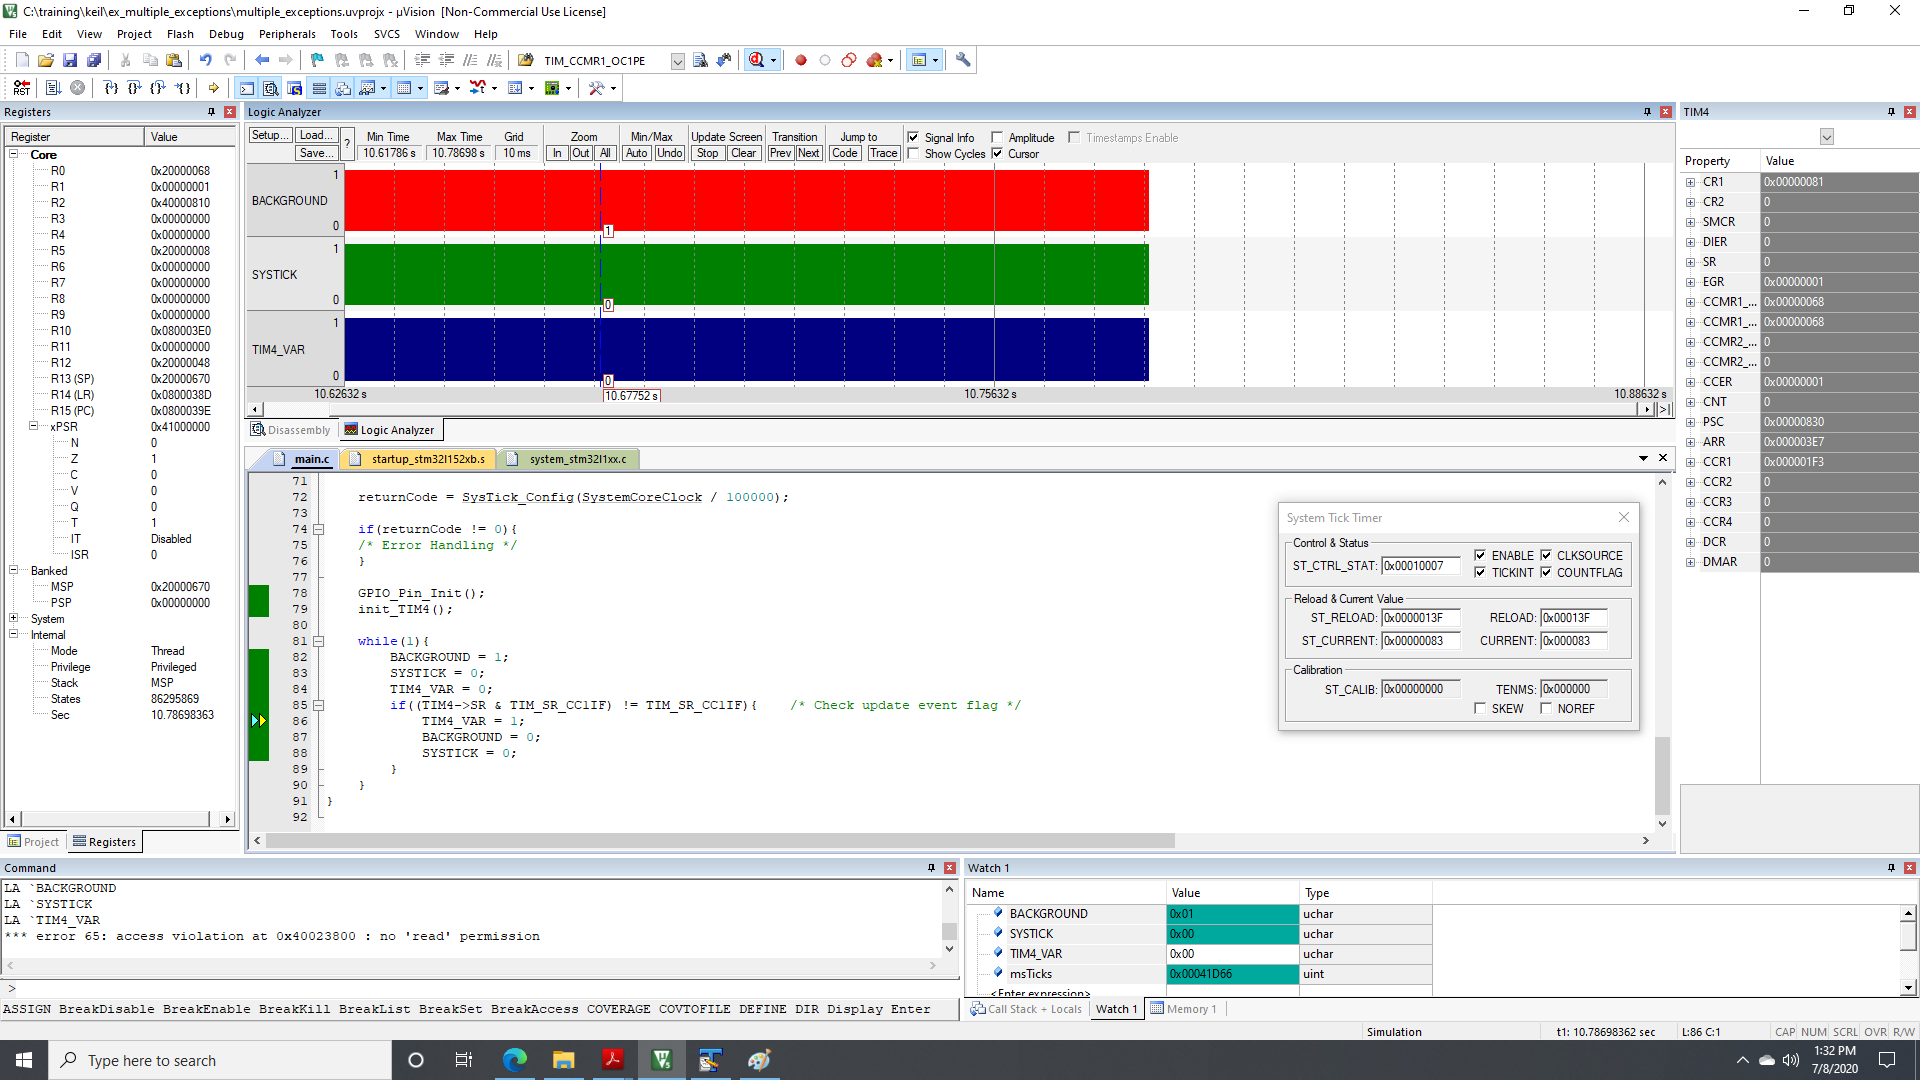 C:\training\keil\ex_multiple_exceptions\multiple_exceptions.uvprojx - µVision  [Non-Commercial Use License]
File Edit View Project Flash Debug Peripherals Tools SVCS Window Help
TIM_CCMR1_OC1PE
RST
Registers
Register Value
Core
R0 0x20000068
R1 0x00000001
R2 0x40000810
R3 0x00000000
R4 0x00000000
R5 0x20000008
R6 0x00000000
R7 0x00000000
R8 0x00000000
R9 0x00000000
R10 0x080003E0
R11 0x00000000
R12 0x20000048
R13 (SP) 0x20000670
R14 (LR) 0x0800038D
R15 (PC) 0x0800039E
xPSR 0x41000000
N 0
Z 1
C 0
V 0
Q 0
T 1
IT Disabled
ISR 0
Banked
MSP 0x20000670
PSP 0x00000000
System
Internal
Mode Thread
Privilege Privileged
Stack MSP
States 86295869
Sec 10.78698363
Project Registers
Logic Analyzer
Setup... Load... ? Min Time Max Time Grid Zoom Min/Max Update Screen Transition Jump to Signal Info Amplitude Timestamps Enable
Save... 10.61786 s 10.78698 s 10 ms In Out All Auto Undo Stop Clear Prev Next Code Trace Show Cycles Cursor
1
BACKGROUND
0
1
1
SYSTICK
0
0
1
TIM4_VAR
0
0
10.62632 s 10.67752 s 10.75632 s 10.88632 s
Disassembly Logic Analyzer
main.c startup_stm32l152xb.s system_stm32l1xx.c
71
72 returnCode = SysTick_Config(SystemCoreClock / 100000);
73
74 if(returnCode != 0){
75 /* Error Handling */
76 }
77
78 GPIO_Pin_Init();
79 init_TIM4();
80
81 while(1){
82 BACKGROUND = 1;
83 SYSTICK = 0;
84 TIM4_VAR = 0;
85 if((TIM4->SR & TIM_SR_CC1IF) != TIM_SR_CC1IF){ /* Check update event flag */
86 TIM4_VAR = 1;
87 BACKGROUND = 0;
88 SYSTICK = 0;
89 }
90 }
91 }
92
System Tick Timer
Control & Status
ST_CTRL_STAT: 0x00010007 ENABLE CLKSOURCE
TICKINT COUNTFLAG
Reload & Current Value
ST_RELOAD: 0x0000013F RELOAD: 0x00013F
ST_CURRENT: 0x00000083 CURRENT: 0x000083
Calibration
ST_CALIB: 0x00000000 TENMS: 0x000000
SKEW NOREF
TIM4
Property Value
CR1 0x00000081
CR2 0
SMCR 0
DIER 0
SR 0
EGR 0x00000001
CCMR1_... 0x00000068
CCMR1_... 0x00000068
CCMR2_... 0
CCMR2_... 0
CCER 0x00000001
CNT 0
PSC 0x00000830
ARR 0x000003E7
CCR1 0x000001F3
CCR2 0
CCR3 0
CCR4 0
DCR 0
DMAR 0
Command
LA `BACKGROUND
LA `SYSTICK
LA `TIM4_VAR
*** error 65: access violation at 0x40023800 : no 'read' permission
>
ASSIGN BreakDisable BreakEnable BreakKill BreakList BreakSet BreakAccess COVERAGE COVTOFILE DEFINE DIR Display Enter
Watch 1
Name Value Type
BACKGROUND 0x01 uchar
SYSTICK 0x00 uchar
TIM4_VAR 0x00 uchar
msTicks 0x00041D66 uint
<Enter expression>
Call Stack + Locals Watch 1 Memory 1
Simulation t1: 10.78698362 sec L:86 C:1 CAP NUM SCRL OVR R/W
Type here to search
1:32 PM
7/8/2020